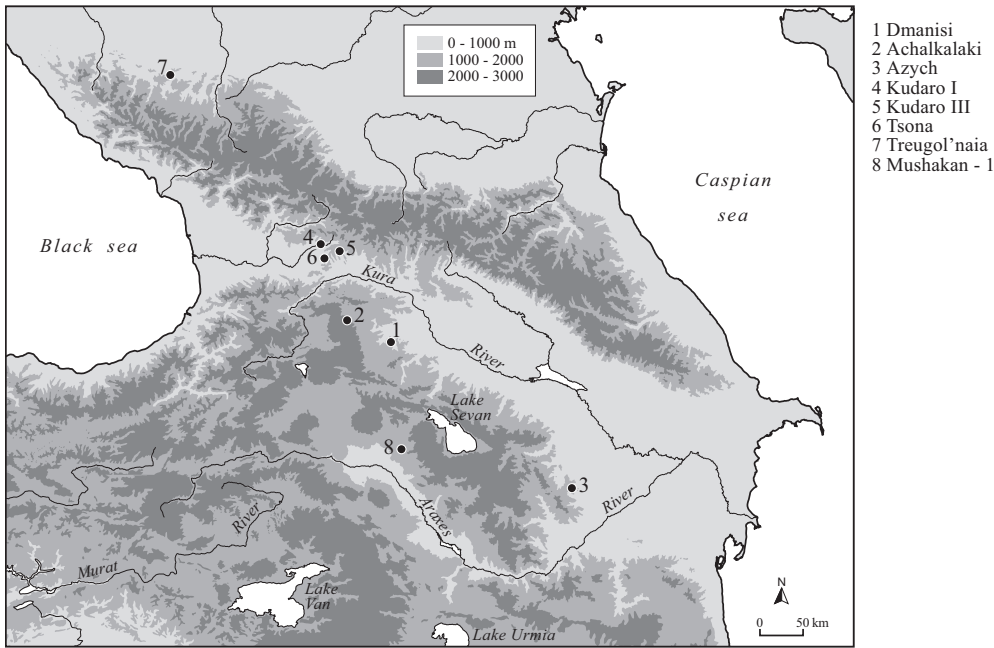 0 - 1000 m
1000 - 2000
2000 - 3000
1 Dmanisi
2 Achalkalaki
3 Azych
4 Kudaro I
5 Kudaro III
6 Tsona
7 Treugol’naia
8 Mushakan - 1
7
Caspian
sea
Black sea
4
5
6
Kura
2
1
River
Lake
Sevan
8
3
River
Araxes
River
Murat
Lake
Van
Lake Urmia
N
0 50 km